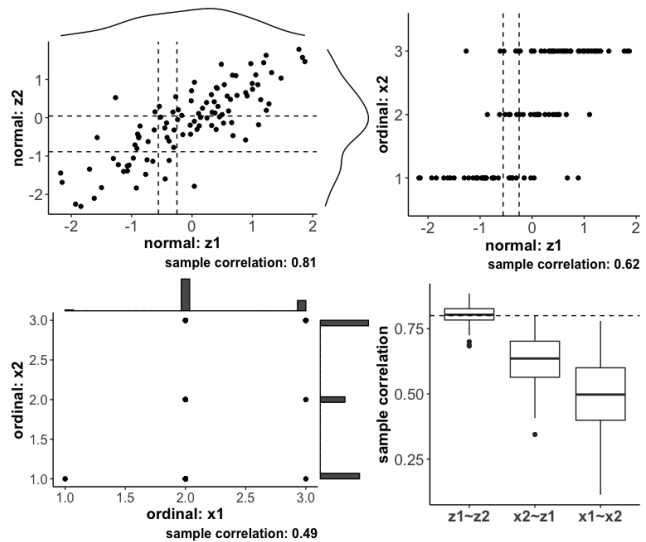 normal: z2
1
0
-1
-2
-2
-1
0
1
2
normal: z1
sample correlation: 0.81
ordinal: x2
3
2
1
-2
-1
0
1
2
normal: z1
sample correlation: 0.62
ordinal: x2
3.0
2.5
2.0
1.5
1.0
1.0
1.5
2.0
2.5
3.0
ordinal: x1
sample correlation: 0.49
sample correlation
0.75
0.50
0.25
z1~z2
x2~z1
x1~x2